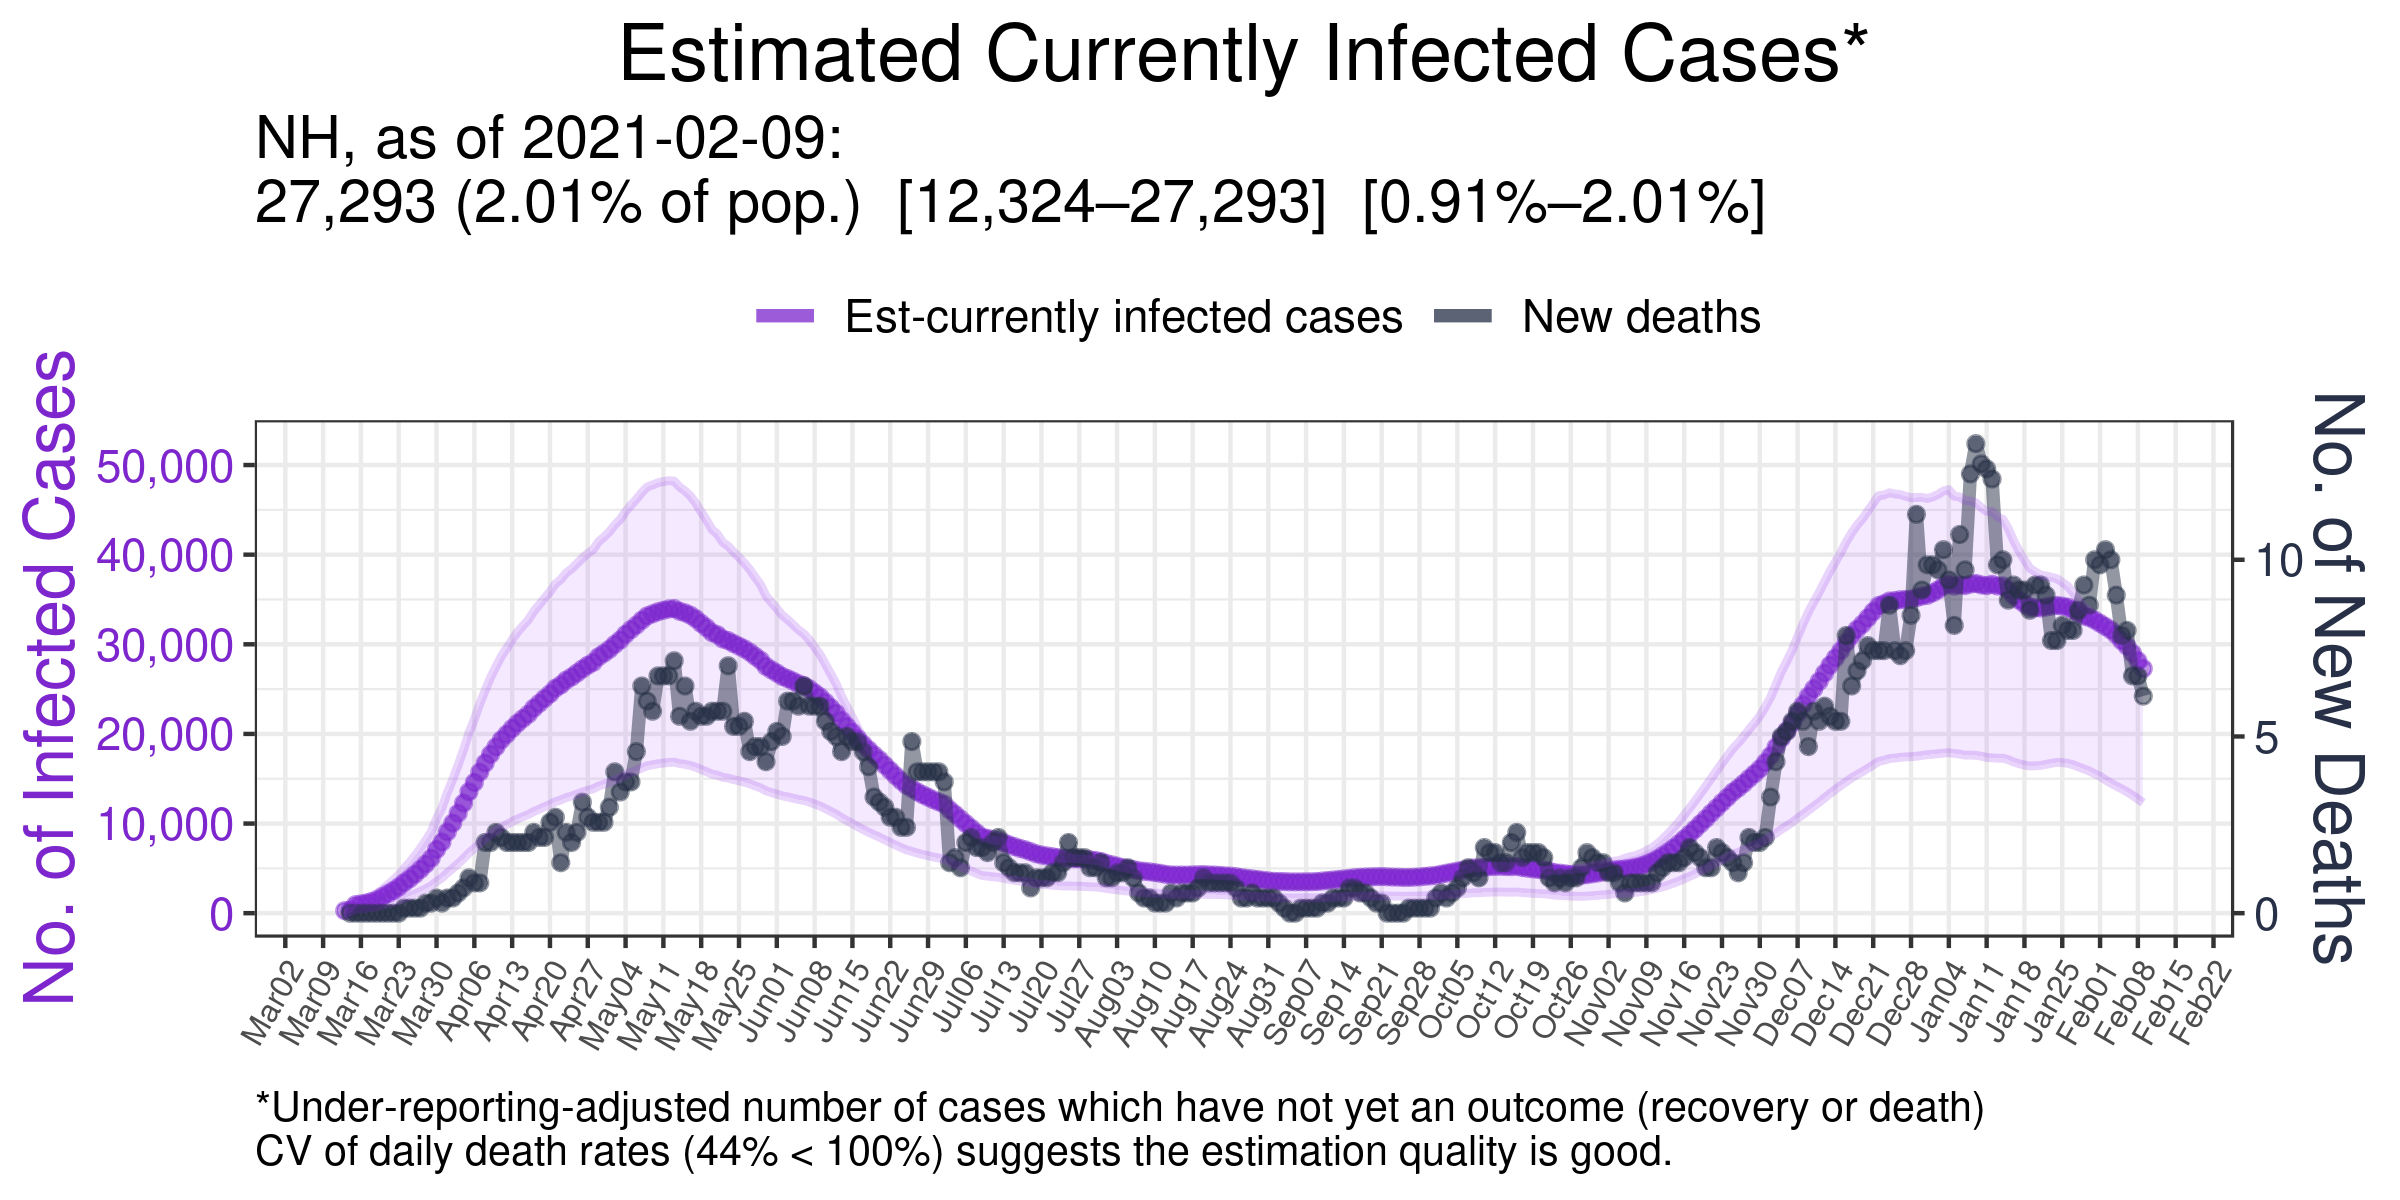 Estimated Currently Infected Cases*
NH, as of 2021-02-09:
27,293 (2.01% of pop.) [12,324–27,293] [0.91%–2.01%]
Est-currently infected cases New deaths
No. of Infected Cases
50,000
40,000
30,000
20,000
10,000
0
10
5
0
No. of New Deaths
Mar02 Mar09 Mar16 Mar23 Mar30 Apr06 Apr13 Apr20 Apr27 May04 May11 May18 May25 Jun01 Jun08 Jun15 Jun22 Jun29 Jul06 Jul13 Jul20 Jul27 Aug03 Aug10 Aug17 Aug24 Aug31 Sep07 Sep14 Sep21 Sep28 Oct05 Oct12 Oct19 Oct26 Nov02 Nov09 Nov16 Nov23 Nov30 Dec07 Dec14 Dec21 Dec28 Jan04 Jan11 Jan18 Jan25 Feb01 Feb08 Feb15 Feb22
*Under-reporting-adjusted number of cases which have not yet an outcome (recovery or death)
CV of daily death rates (44% < 100%) suggests the estimation quality is good.